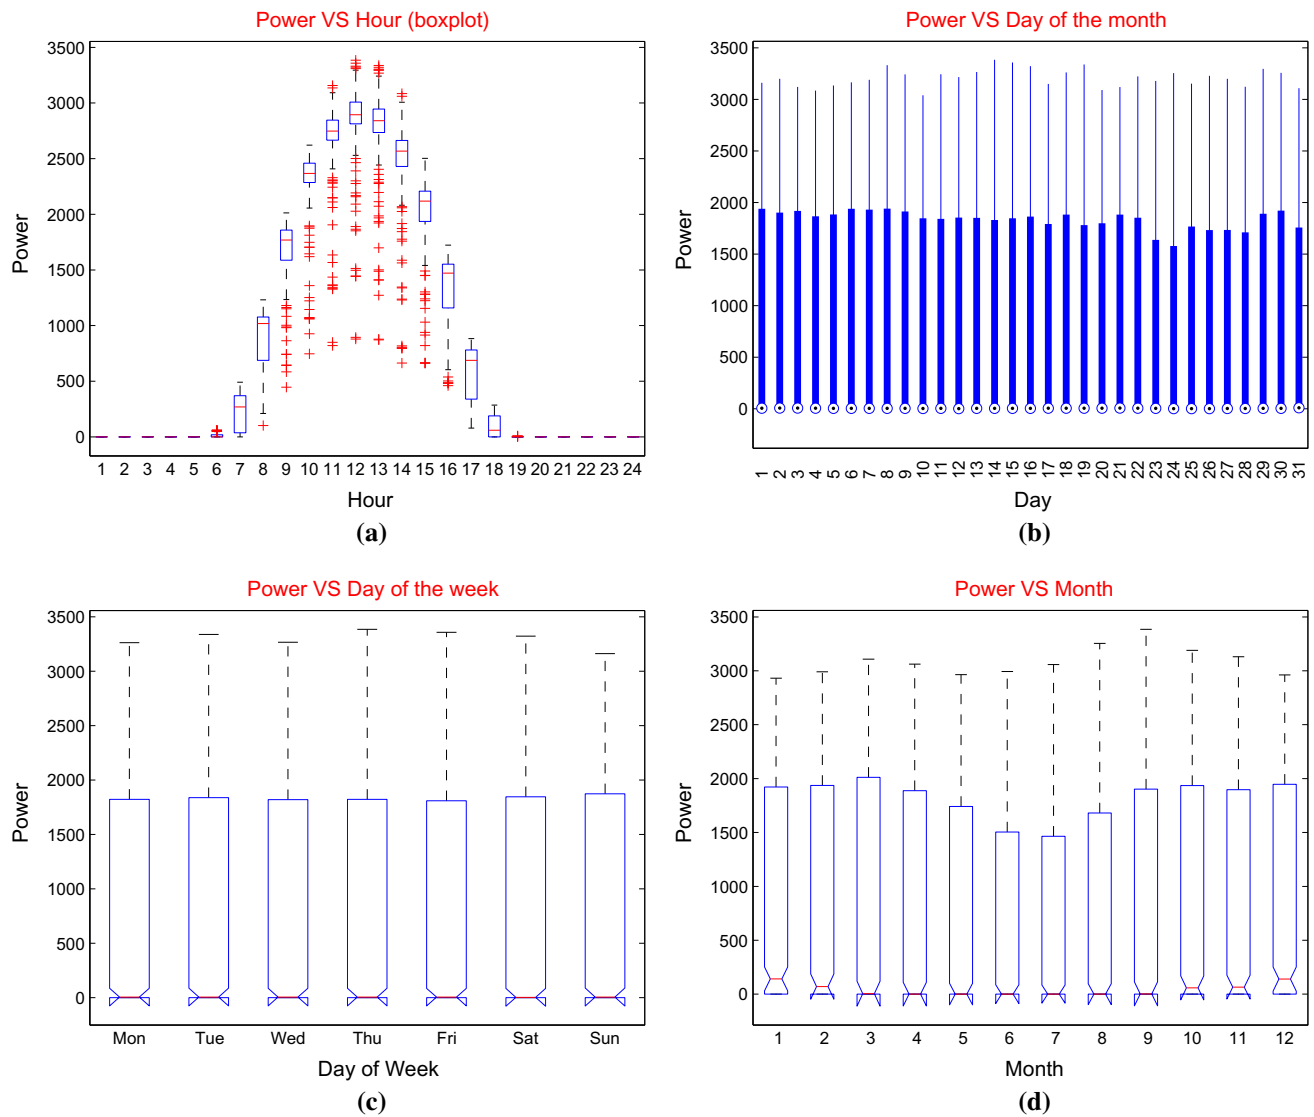 Power VS Hour (boxplot)
3500
3000
2500
2000
1500
1000
500
0
Power
1 2 3 4 5 6 7 8 9 10 11 12 13 14 15 16 17 18 19 20 21 22 23 24
Hour
(a)
Power VS Day of the month
3500
3000
2500
2000
1500
1000
500
0
Power
1 2 3 4 5 6 7 8 9 10 11 12 13 14 15 16 17 18 19 20 21 22 23 24 25 26 27 28 29 30 31
Day
(b)
Power VS Day of the week
3500
3000
2500
2000
1500
1000
500
0
Power
Mon Tue Wed Thu Fri Sat Sun
Day of Week
(c)
Power VS Month
3500
3000
2500
2000
1500
1000
500
0
Power
1 2 3 4 5 6 7 8 9 10 11 12
Month
(d)